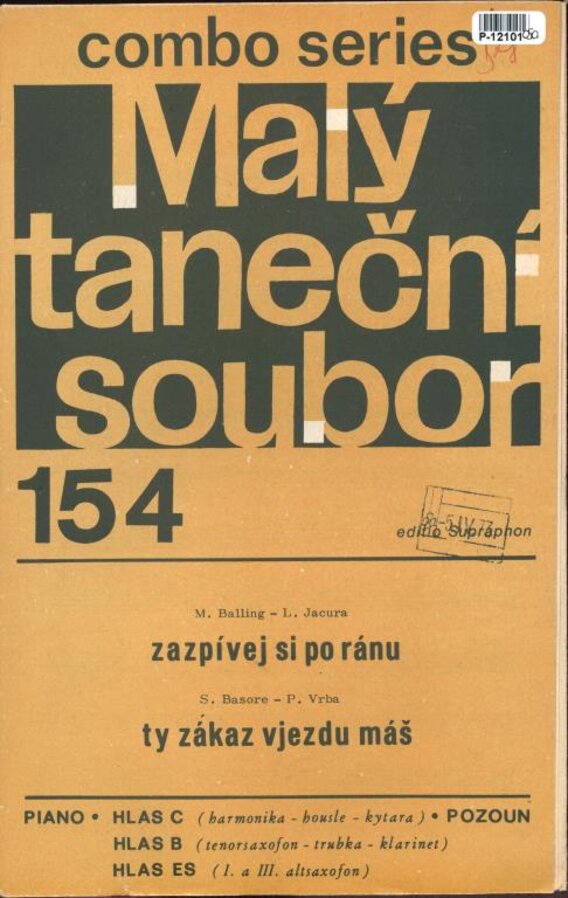 combo series
P-12101
Malý
taneční
soubor
154
editio Supraphon
M. Balling - L. Jacura
zazpívej si po ránu
S. Basore - P. Vrba
ty zákaz vjezdu máš
PIANO • HLAS C (harmonika - housle - kytara) • POZOUN
HLAS B (tenorsaxofon - trubka - klarinet)
HLAS ES (I. a III. altsaxofon)